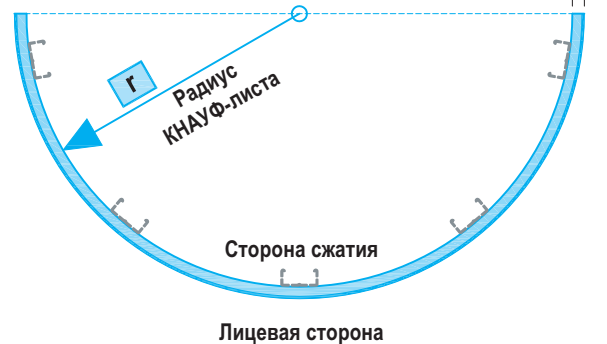 r
Радиус
КНАУФ-листа
Сторона сжатия
Лицевая сторона